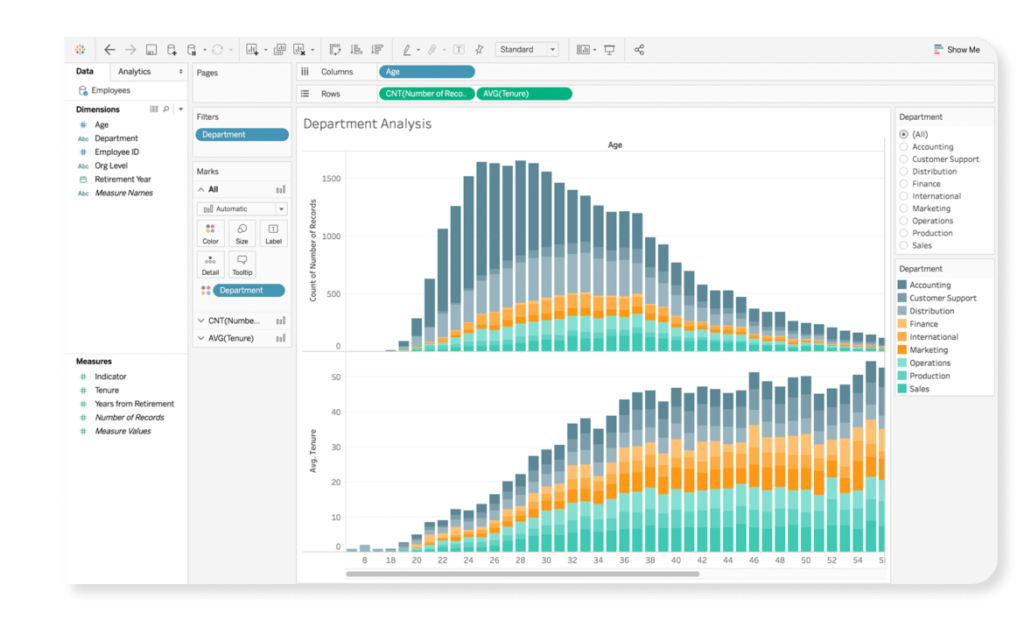 Standard
Show Me
Data
Analytics
Employees
Dimensions
# Age
Abc Department
# Employee ID
Abc Org Level
Retirement Year
Abc Measure Names
Measures
# Indicator
# Tenure
# Years from Retirement
# Number of Records
# Measure Values
Pages
Filters
Department
Marks
All
Automatic
Color
Size
Label
Detail
Tooltip
Department
CNT(Numbe...
AVG(Tenure)
Columns
Age
Rows
CNT(Number of Reco..
AVG(Tenure)
Department Analysis
Age
Count of Number of Records
1500
1000
500
0
Avg. Tenure
50
40
30
20
10
0
8 18 20 22 24 26 28 30 32 34 36 38 40 42 44 46 48 50 52 54
Department
(All)
Accounting
Customer Support
Distribution
Finance
International
Marketing
Operations
Production
Sales
Department
Accounting
Customer Support
Distribution
Finance
International
Marketing
Operations
Production
Sales